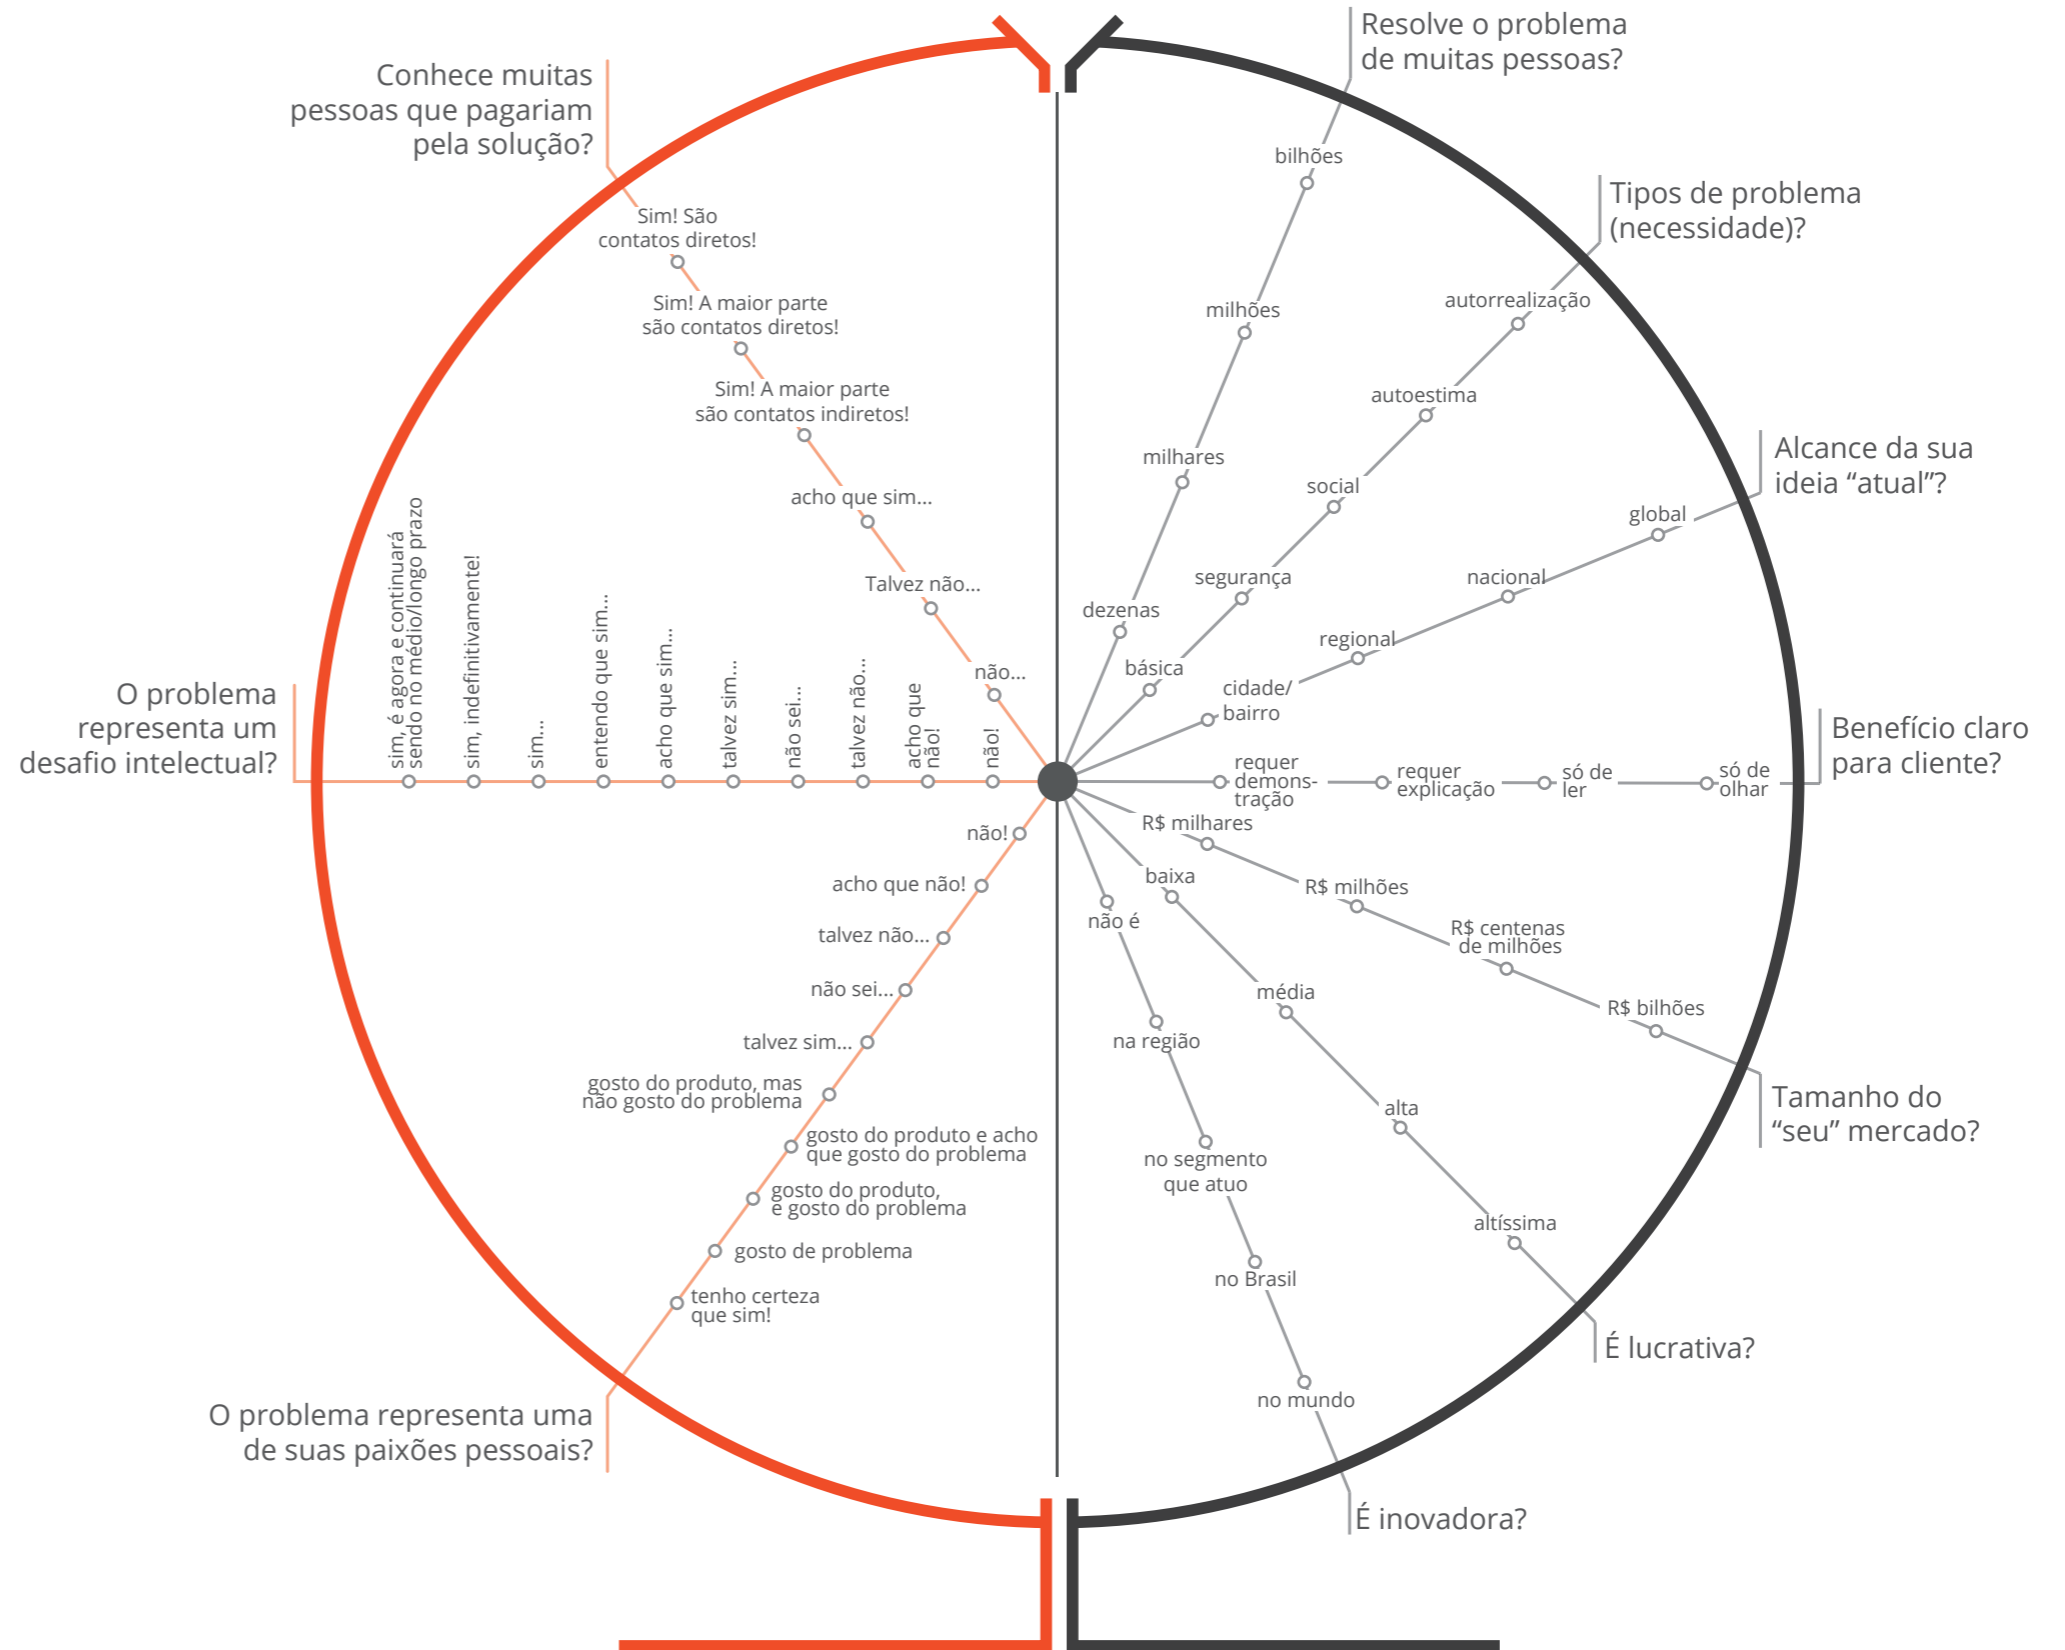 Conhece muitas
pessoas que pagariam
pela solução?
Sim! São
contatos diretos!
Sim! A maior parte
são contatos diretos!
Sim! A maior parte
são contatos indiretos!
acho que sim...
Talvez não...
não...
O problema
representa um
desafio intelectual?
sim, é agora e continuará
sendo no médio/longo prazo
sim, indefinitivamente!
sim...
entendo que sim...
acho que sim...
talvez sim...
não sei...
talvez não...
acho que
não!
não!
não!
acho que não!
talvez não...
não sei...
talvez sim...
gosto do produto, mas
não gosto do problema
gosto do produto e acho
que gosto do problema
gosto do produto,
e gosto do problema
gosto de problema
tenho certeza
que sim!
O problema representa uma
de suas paixões pessoais?
Resolve o problema
de muitas pessoas?
bilhões
milhões
milhares
dezenas
Tipos de problema
(necessidade)?
autorrealização
autoestima
social
segurança
básica
Alcance da sua
ideia “atual”?
global
nacional
regional
cidade/
bairro
Benefício claro
para cliente?
requer
demons-
tração
requer
explicação
só de
ler
só de
olhar
R$ milhares
R$ milhões
R$ centenas
de milhões
R$ bilhões
Tamanho do
“seu” mercado?
baixa
média
alta
altíssima
É lucrativa?
não é
na região
no segmento
que atuo
no Brasil
no mundo
É inovadora?